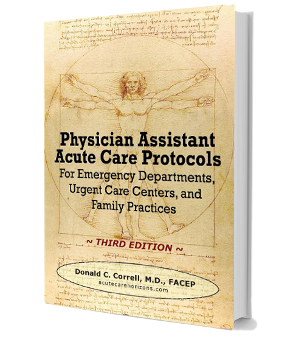 Physician Assistant
Acute Care Protocols
For Emergency Departments,
Urgent Care Centers, and
Family Practices
~ THIRD EDITION ~
Donald C. Correll, M.D., FACEP
acutecarehorizons.com